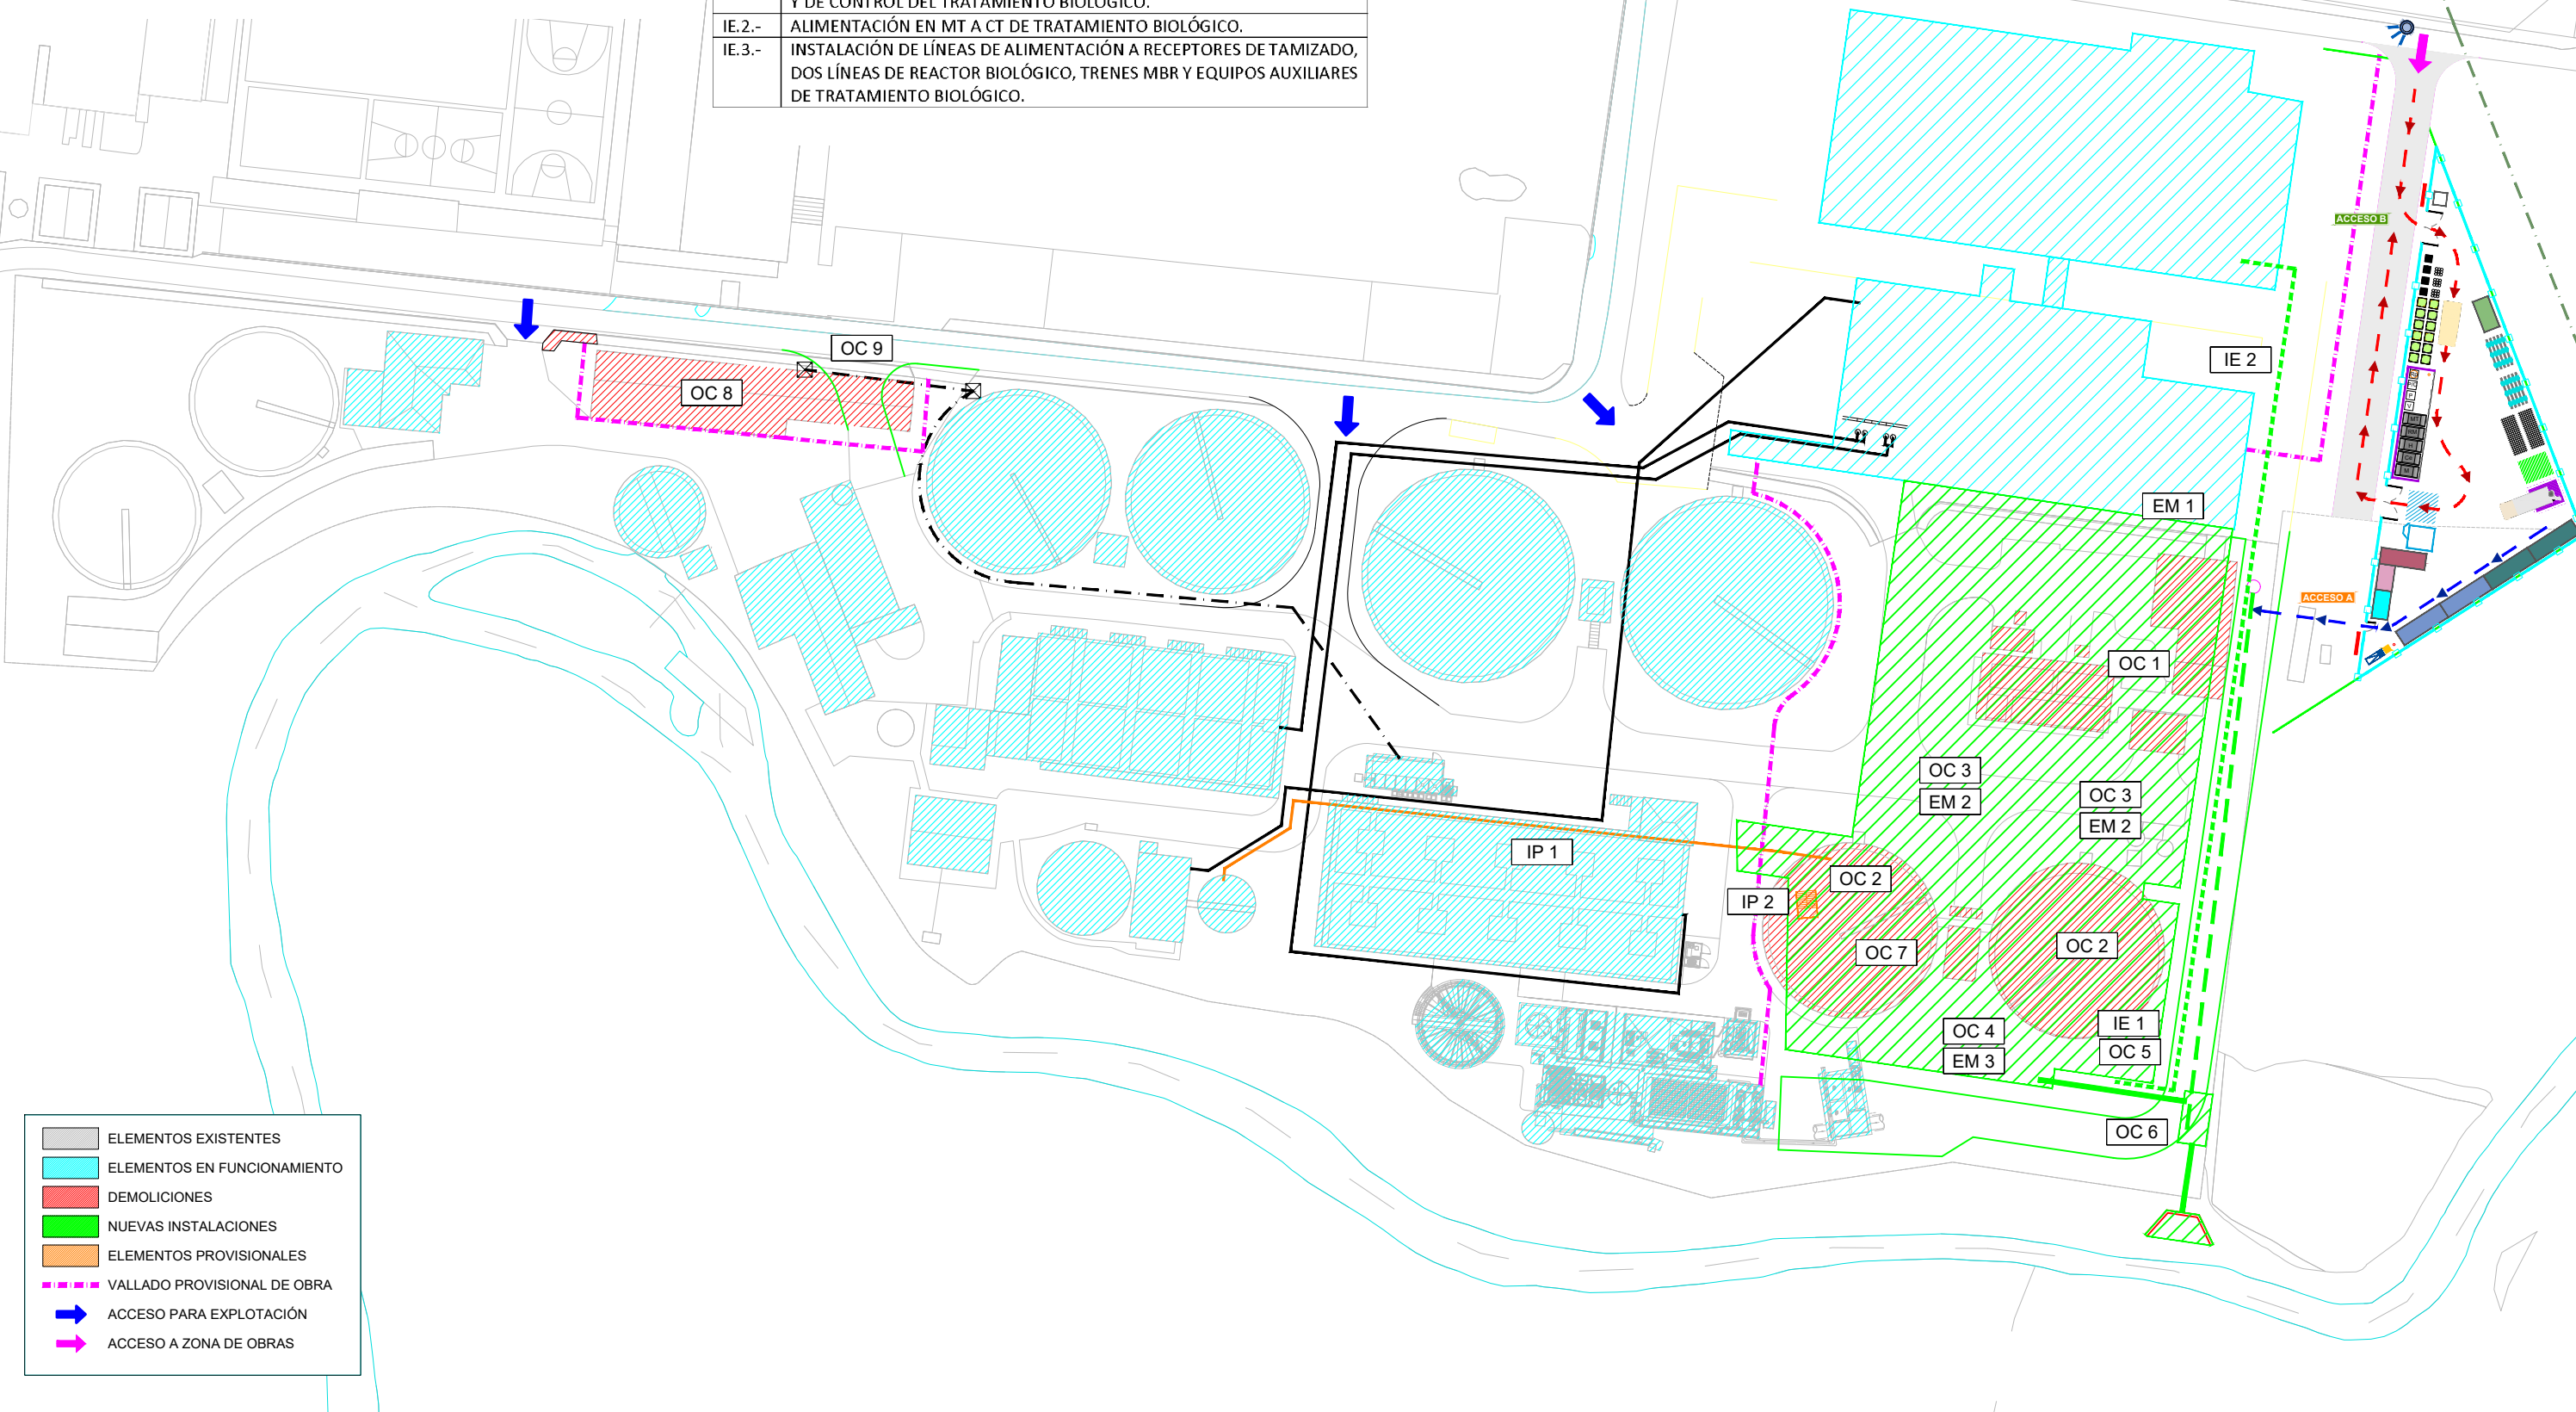 Y DE CONTROL DEL TRATAMIENTO BIOLÓGICO.
IE.2.- ALIMENTACIÓN EN MT A CT DE TRATAMIENTO BIOLÓGICO.
IE.3.- INSTALACIÓN DE LÍNEAS DE ALIMENTACIÓN A RECEPTORES DE TAMIZADO,
DOS LÍNEAS DE REACTOR BIOLÓGICO, TRENES MBR Y EQUIPOS AUXILIARES
DE TRATAMIENTO BIOLÓGICO.
ACCESO B
OC 9
IE 2
OC 8
EM 1
ACCESO A
OC 1
OC 3
EM 2
OC 3
EM 2
IP 1
OC 2
IP 2
OC 7
OC 2
IE 1
OC 4
OC 5
EM 3
OC 6
ELEMENTOS EXISTENTES
ELEMENTOS EN FUNCIONAMIENTO
DEMOLICIONES
NUEVAS INSTALACIONES
ELEMENTOS PROVISIONALES
VALLADO PROVISIONAL DE OBRA
ACCESO PARA EXPLOTACIÓN
ACCESO A ZONA DE OBRAS